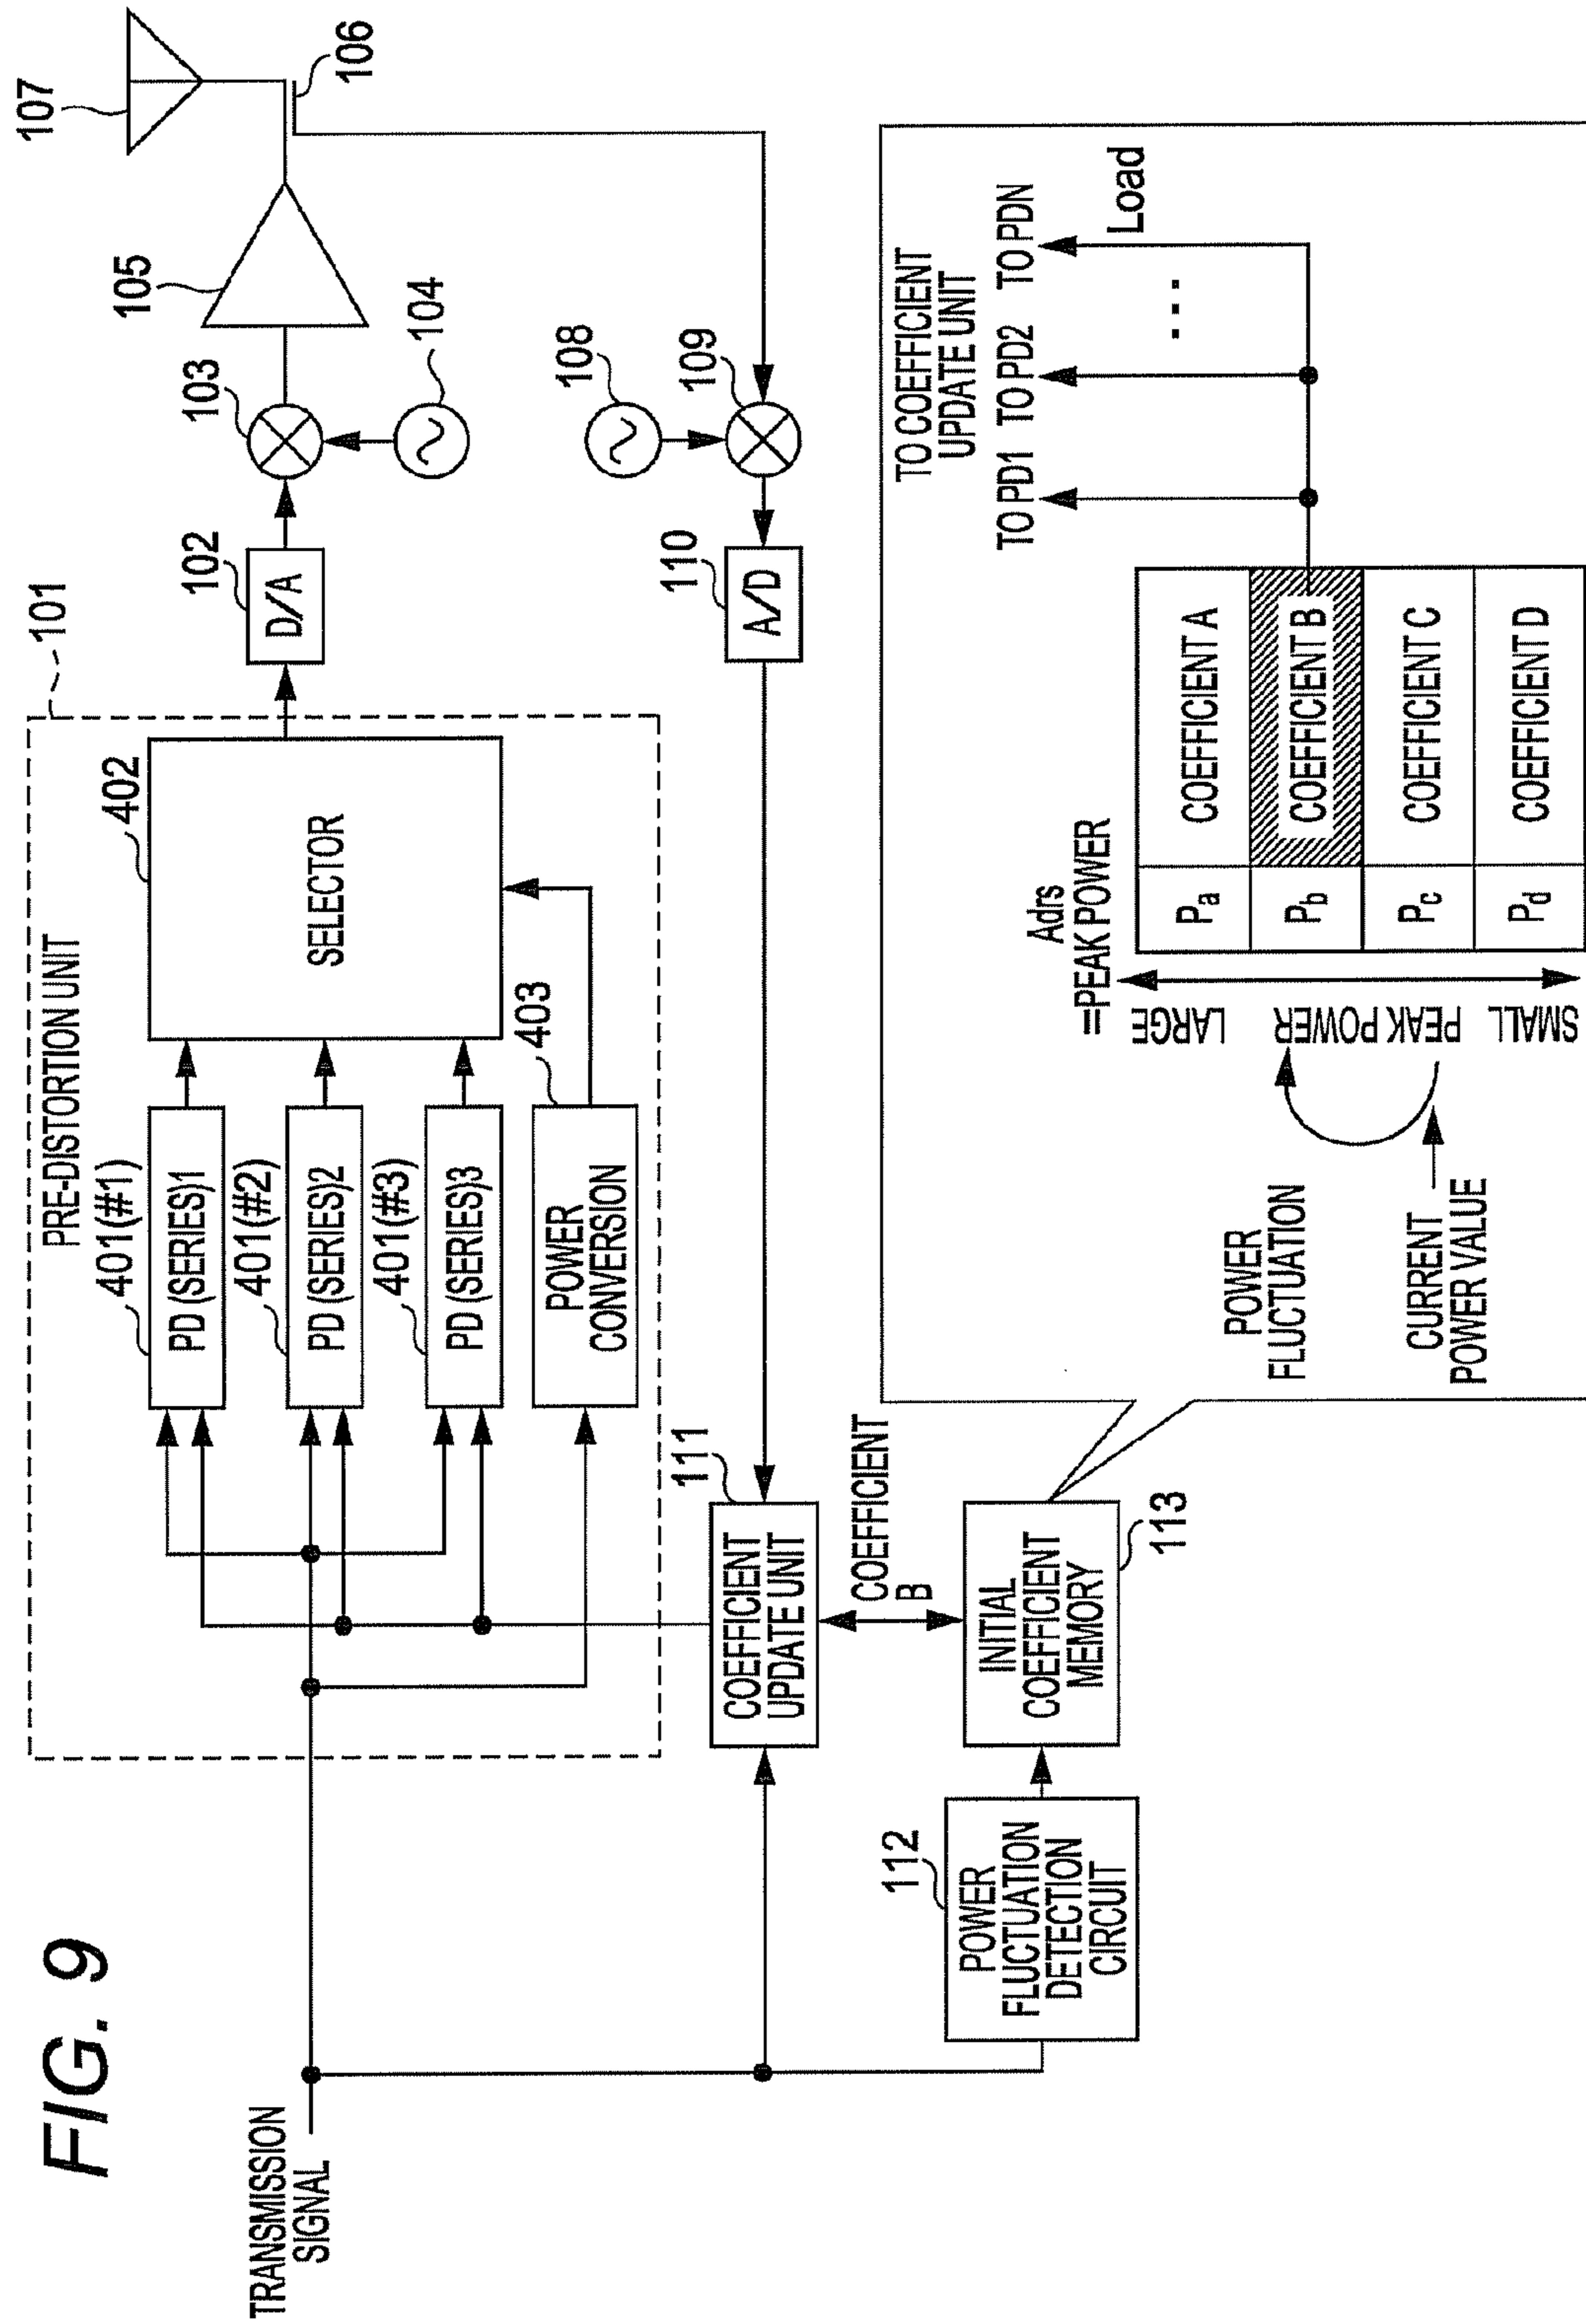 FIG. 9
TRANSMISSION
SIGNAL
PRE-DISTORTION UNIT
101
401(#1)
PD (SERIES)1
401(#2)
PD (SERIES)2
401(#3)
PD (SERIES)3
403
POWER
CONVERSION
402
SELECTOR
102
D/A
103
104
105
106
107
108
109
110
A/D
111
COEFFICIENT
UPDATE UNIT
COEFFICIENT
B
112
POWER
FLUCTUATION
DETECTION
CIRCUIT
INITIAL
COEFFICIENT
MEMORY
113
TO COEFFICIENT
UPDATE UNIT
TO PD1
TO PD2
TO PDN
...
Load
Adrs
=PEAK POWER
LARGE
PEAK POWER
SMALL
Pa
COEFFICIENT A
Pb
COEFFICIENT B
Pc
COEFFICIENT C
Pd
COEFFICIENT D
POWER
FLUCTUATION
CURRENT
POWER VALUE